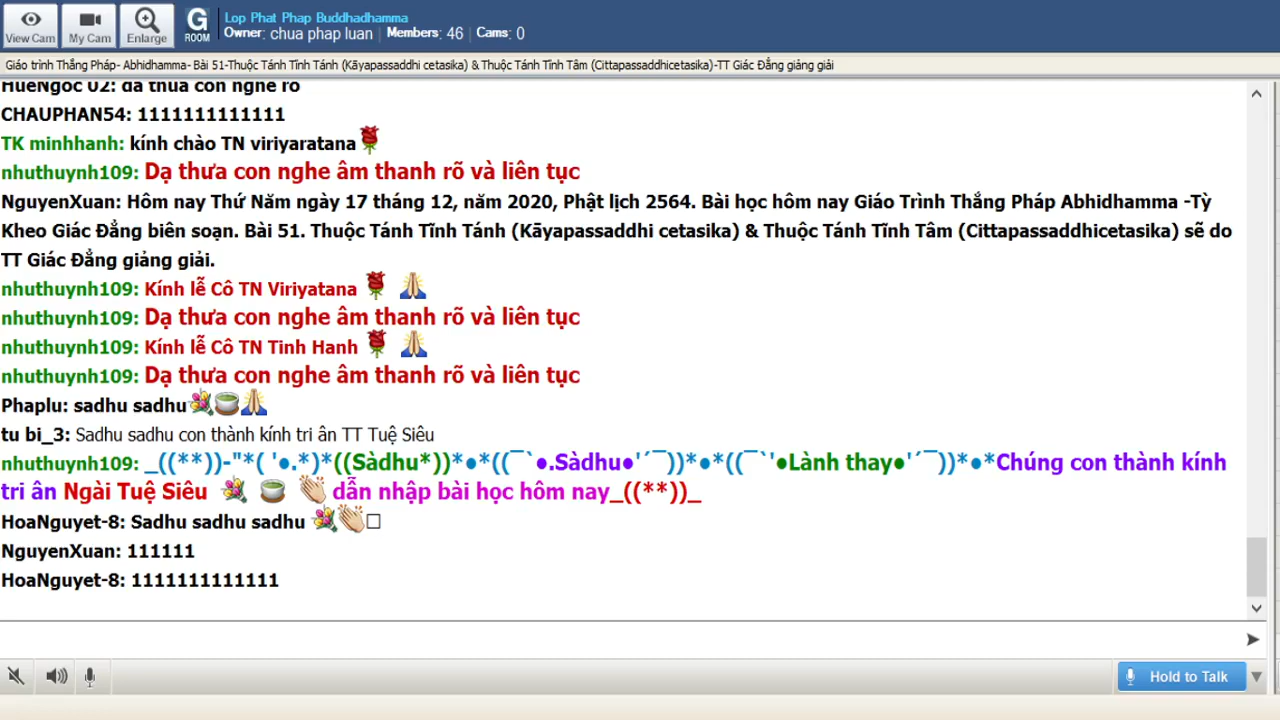 View Cam
My Cam
Enlarge
G
ROOM
Lop Phat Phap Buddhadhamma
Owner: chua phap luan Members: 46 Cams: 0
Giáo trình Thắng Pháp- Abhidhamma- Bài 51-Thuộc Tánh Tĩnh Tánh (Kāyapassaddhi cetasika) & Thuộc Tánh Tĩnh Tâm (Cittapassaddhicetasika)-TT Giác Đẳng giảng giải
HueNgoc 02: da thua con nghe ro
CHAUPHAN54: 1111111111111
TK minhhanh: kính chào TN viriyaratana🌹
nhuthuynh109: Dạ thưa con nghe âm thanh rõ và liên tục
NguyenXuan: Hôm nay Thứ Năm ngày 17 tháng 12, năm 2020, Phật lịch 2564. Bài học hôm nay Giáo Trình Thắng Pháp Abhidhamma -Tỳ
Kheo Giác Đẳng biên soạn. Bài 51. Thuộc Tánh Tĩnh Tánh (Kāyapassaddhi cetasika) & Thuộc Tánh Tĩnh Tâm (Cittapassaddhicetasika) sẽ do
TT Giác Đẳng giảng giải.
nhuthuynh109: Kính lễ Cô TN Viriyatana 🌹 🙏
nhuthuynh109: Dạ thưa con nghe âm thanh rõ và liên tục
nhuthuynh109: Kính lễ Cô TN Tinh Hanh 🌹 🙏
nhuthuynh109: Dạ thưa con nghe âm thanh rõ và liên tục
Phaplu: sadhu sadhu💐🍵🙏
tu bi_3: Sadhu sadhu con thành kính tri ân TT Tuệ Siêu
nhuthuynh109: _((**))-"*( '●.*)*((Sàdhu*))*●*((¯`●.Sàdhu●'´¯))*●*((¯`'●Lành thay●'´¯))*●*Chúng con thành kính
tri ân Ngài Tuệ Siêu 💐 🍵 👏 dẫn nhập bài học hôm nay_((**))_
HoaNguyet-8: Sadhu sadhu sadhu 💐👏□
NguyenXuan: 111111
HoaNguyet-8: 1111111111111
Hold to Talk